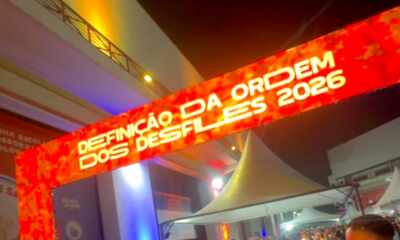 DEFINIÇÃO DA ORDEM
DOS DESFILES 2026